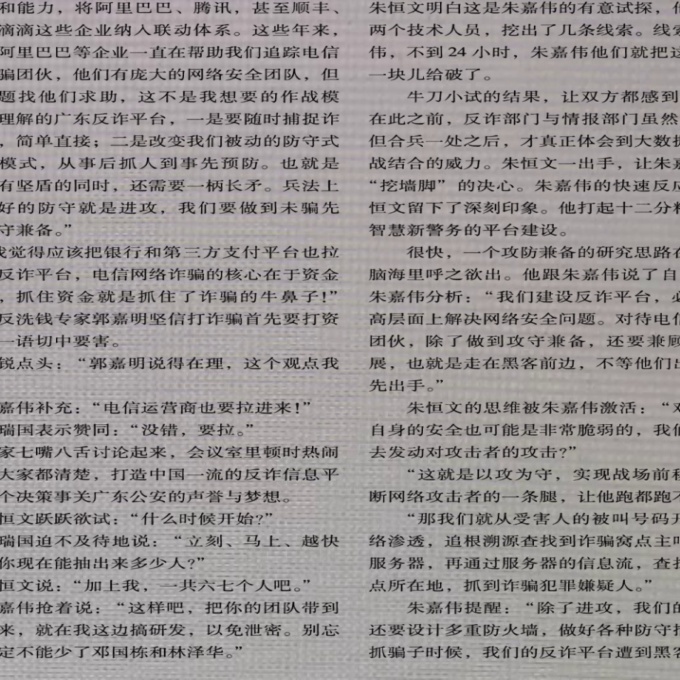 和能力，将阿里巴巴、腾讯，甚至顺丰、
滴滴这些企业纳入联动体系。这些年来，
阿里巴巴等企业一直在帮助我们追踪电信
骗团伙，他们有庞大的网络安全团队，但
题找他们求助，这不是我想要的作战模
理解的广东反诈平台，一是要随时捕捉诈
，简单直接；二是改变我们被动的防守式
模式，从事后抓人到事先预防。也就是
有坚盾的同时，还需要一柄长矛。兵法上
好的防守就是进攻，我们要做到未骗先
守兼备。”
我觉得应该把银行和第三方支付平台也拉
反诈平台，电信网络诈骗的核心在于资金
，抓住资金就是抓住了诈骗的牛鼻子！”
反洗钱专家郭嘉明坚信打诈骗首先要打资
一语切中要害。
锐点头：“郭嘉明说得在理，这个观点我
嘉伟补充：“电信运营商也要拉进来！”
瑞国表示赞同：“没错，要拉。”
家七嘴八舌讨论起来，会议室里顿时热闹
大家都清楚，打造中国一流的反诈信息平
个决策事关广东公安的声誉与梦想。
恒文跃跃欲试：“什么时候开始？”
瑞国迫不及待地说：“立刻、马上、越快
你现在能抽出来多少人？”
恒文说：“加上我，一共六七个人吧。”
嘉伟抢着说：“这样吧，把你的团队带到
来，就在我这边搞研发，以免泄密。别忘
定不能少了邓国栋和林泽华。”
朱恒文明白这是朱嘉伟的有意试探，他
两个技术人员，挖出了几条线索。线索
伟，不到 24 小时，朱嘉伟他们就把这
一块儿给破了。
牛刀小试的结果，让双方都感到
在此之前，反诈部门与情报部门虽然
但合兵一处之后，才真正体会到大数据
战结合的威力。朱恒文一出手，让朱嘉
“挖墙脚”的决心。朱嘉伟的快速反应
恒文留下了深刻印象。他打起十二分精
智慧新警务的平台建设。
很快，一个攻防兼备的研究思路在
脑海里呼之欲出。他跟朱嘉伟说了自
朱嘉伟分析：“我们建设反诈平台，必
高层面上解决网络安全问题。对待电信
团伙，除了做到攻守兼备，还要兼顾
展，也就是走在黑客前边，不等他们出
先出手。”
朱恒文的思维被朱嘉伟激活：“对
自身的安全也可能是非常脆弱的，我们
去发动对攻击者的攻击？”
“这就是以攻为守，实现战场前移
断网络攻击者的一条腿，让他跑都跑不
“那我们就从受害人的被叫号码开
络渗透，追根溯源查找到诈骗窝点主叫
服务器，再通过服务器的信息流，查找
点所在地，抓到诈骗犯罪嫌疑人。”
朱嘉伟提醒：“除了进攻，我们的
还要设计多重防火墙，做好各种防守措
抓骗子时候，我们的反诈平台遭到黑客